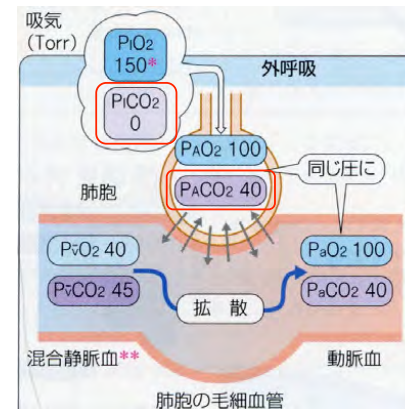 吸気
(Torr)
PIO2
150*
PICO2
0
外呼吸
PAO2 100
PACO2 40
同じ圧に
肺胞
Pv̄O2 40
Pv̄CO2 45
PaO2 100
PaCO2 40
拡 散
混合静脈血**
動脈血
肺胞の毛細血管